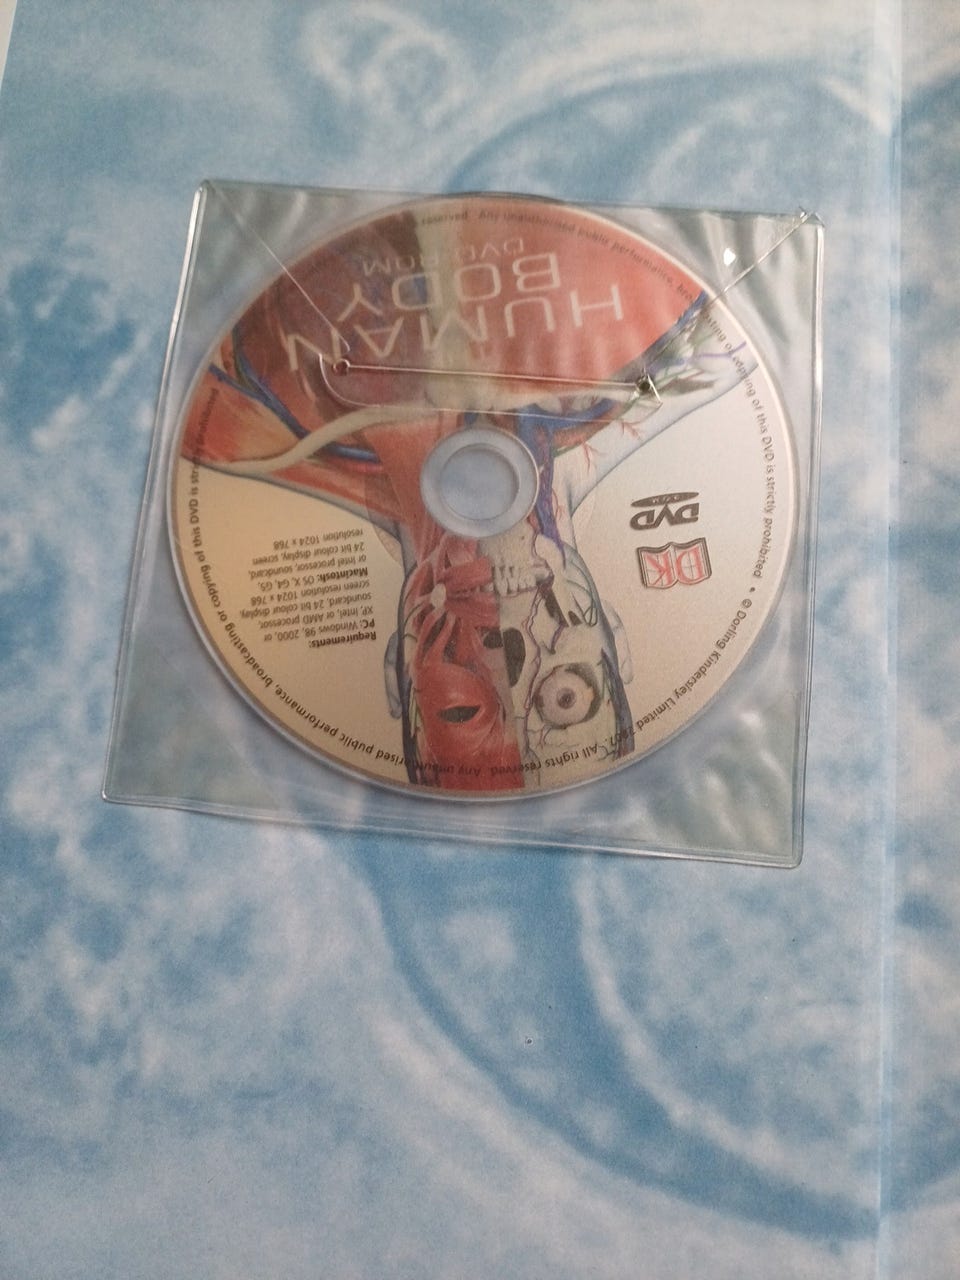 HUMAN
BODY
DVD-ROM
DVD
ROM
DK
Requirements:
PC: Windows 98, 2000, or
XP, Intel, or AMD processor,
soundcard, 24 bit colour display,
screen resolution 1024 x 768
Macintosh: OS X, G4, G5,
or Intel processor, soundcard,
24 bit colour display, screen
resolution 1024 x 768
© Dorling Kindersley Limited 2007. All rights reserved. Any unauthorised public performance, broadcasting or copying of this DVD is strictly prohibited
reserved. Any unauthorised public performance, broadcasting or copying of this DVD is strictly prohibited •